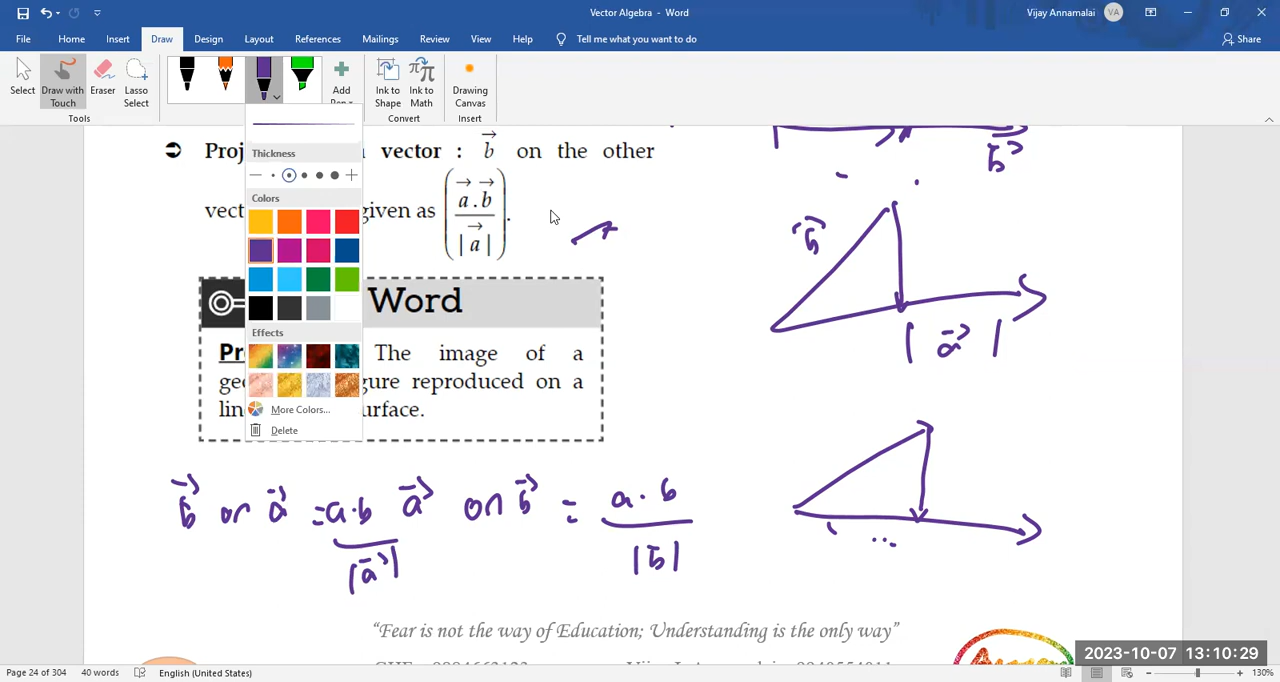 Vector Algebra - Word
Vijay Annamalai VA
File Home Insert Draw Design Layout References Mailings Review View Help Tell me what you want to do Share
Select Draw with Touch Eraser Lasso Select Add Pen Ink to Shape Ink to Math Drawing Canvas
Tools Convert Insert
Thickness
Colors
Effects
More Colors...
Delete
Proj vector : b⃗ on the other
vect given as (a⃗ . b⃗ / | a⃗ |).
Word
Pr The image of a
ge gure reproduced on a
lin urface.
b⃗
b⃗
| a⃗ |
b⃗ on a⃗ = a.b / |a⃗| a⃗ on b⃗ = a . b / |b⃗|
"Fear is not the way of Education; Understanding is the only way"
2023-10-07 13:10:29
Page 24 of 304 40 words English (United States) 130%